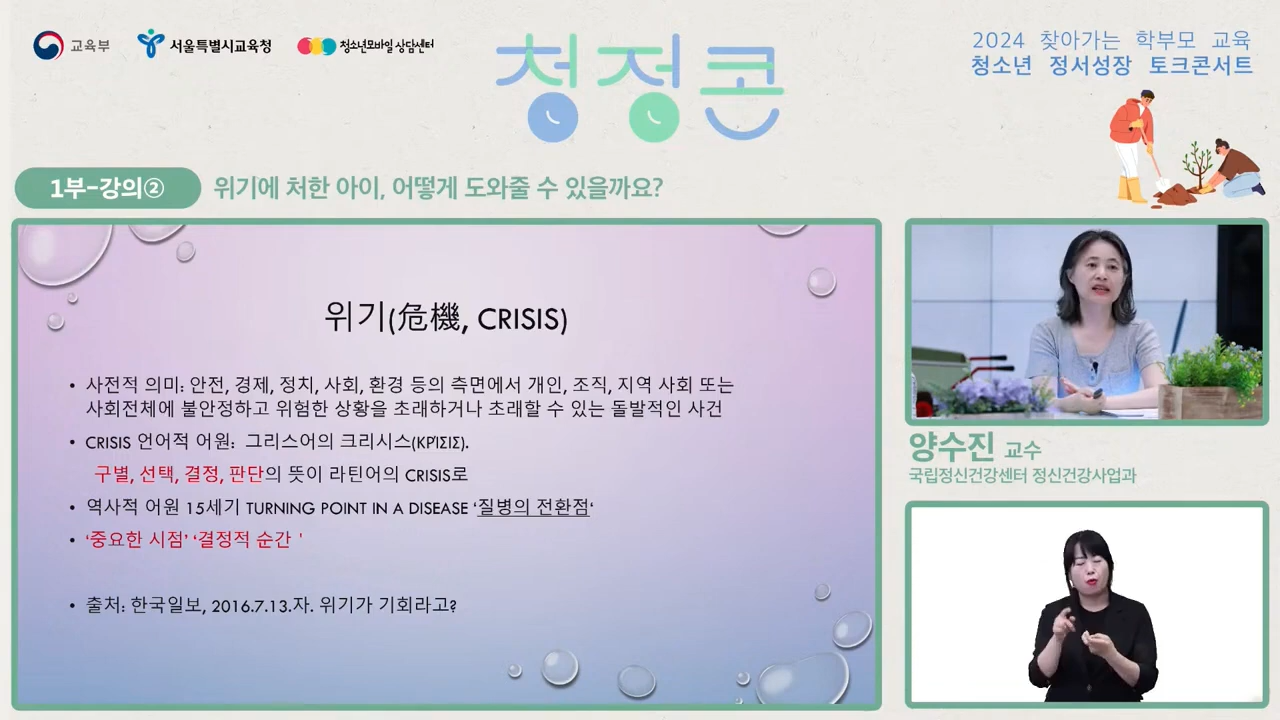 교육부
서울특별시교육청
청소년모바일 상담센터
청정콘
2024 찾아가는 학부모 교육
청소년 정서성장 토크콘서트
1부-강의②
위기에 처한 아이, 어떻게 도와줄 수 있을까요?
위기(危機, CRISIS)
• 사전적 의미: 안전, 경제, 정치, 사회, 환경 등의 측면에서 개인, 조직, 지역 사회 또는
사회전체에 불안정하고 위험한 상황을 초래하거나 초래할 수 있는 돌발적인 사건
• CRISIS 언어적 어원: 그리스어의 크리시스(ΚΡΊΣΙΣ).
구별, 선택, 결정, 판단의 뜻이 라틴어의 CRISIS로
• 역사적 어원 15세기 TURNING POINT IN A DISEASE ‘질병의 전환점‘
• ‘중요한 시점’ ‘결정적 순간 '
• 출처: 한국일보, 2016.7.13.자. 위기가 기회라고?
양수진 교수
국립정신건강센터 정신건강사업과